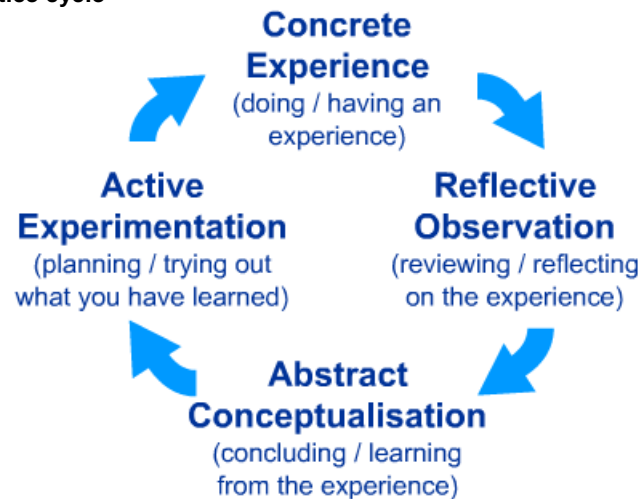 cycle
Concrete
Experience
(doing / having an
experience)
Reflective
Observation
(reviewing / reflecting
on the experience)
Abstract
Conceptualisation
(concluding / learning
from the experience)
Active
Experimentation
(planning / trying out
what you have learned)